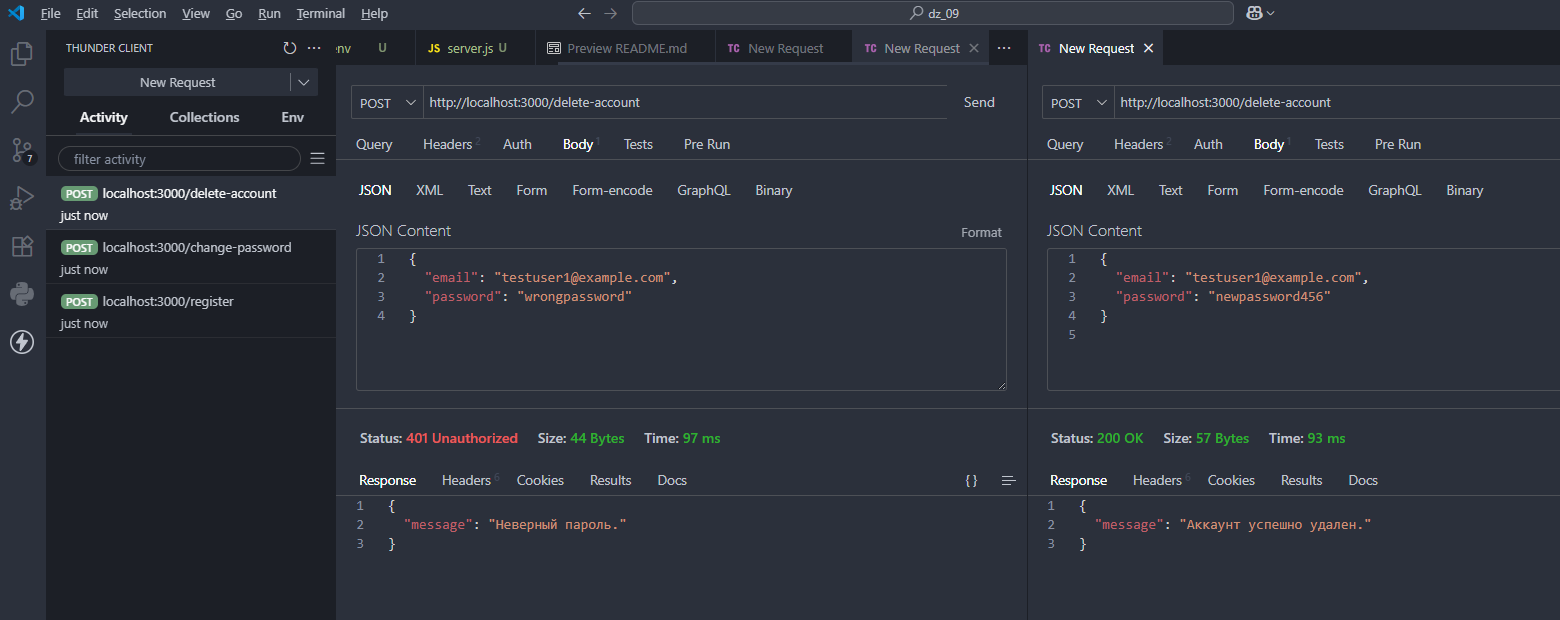 File Edit Selection View Go Run Terminal Help
dz_09
THUNDER CLIENT
New Request
Activity Collections Env
filter activity
POST localhost:3000/delete-account
just now
POST localhost:3000/change-password
just now
POST localhost:3000/register
just now
7
env U JS server.js U Preview README.md TC New Request TC New Request
POST http://localhost:3000/delete-account Send
Query Headers 2 Auth Body 1 Tests Pre Run
JSON XML Text Form Form-encode GraphQL Binary
JSON Content Format
1 {
2 "email": "testuser1@example.com",
3 "password": "wrongpassword"
4 }
Status: 401 Unauthorized Size: 44 Bytes Time: 97 ms
Response Headers 6 Cookies Results Docs {}
1 {
2 "message": "Неверный пароль."
3 }
TC New Request
POST http://localhost:3000/delete-account
Query Headers 2 Auth Body 1 Tests Pre Run
JSON XML Text Form Form-encode GraphQL Binary
JSON Content
1 {
2 "email": "testuser1@example.com",
3 "password": "newpassword456"
4 }
5
Status: 200 OK Size: 57 Bytes Time: 93 ms
Response Headers 6 Cookies Results Docs
1 {
2 "message": "Аккаунт успешно удален."
3 }